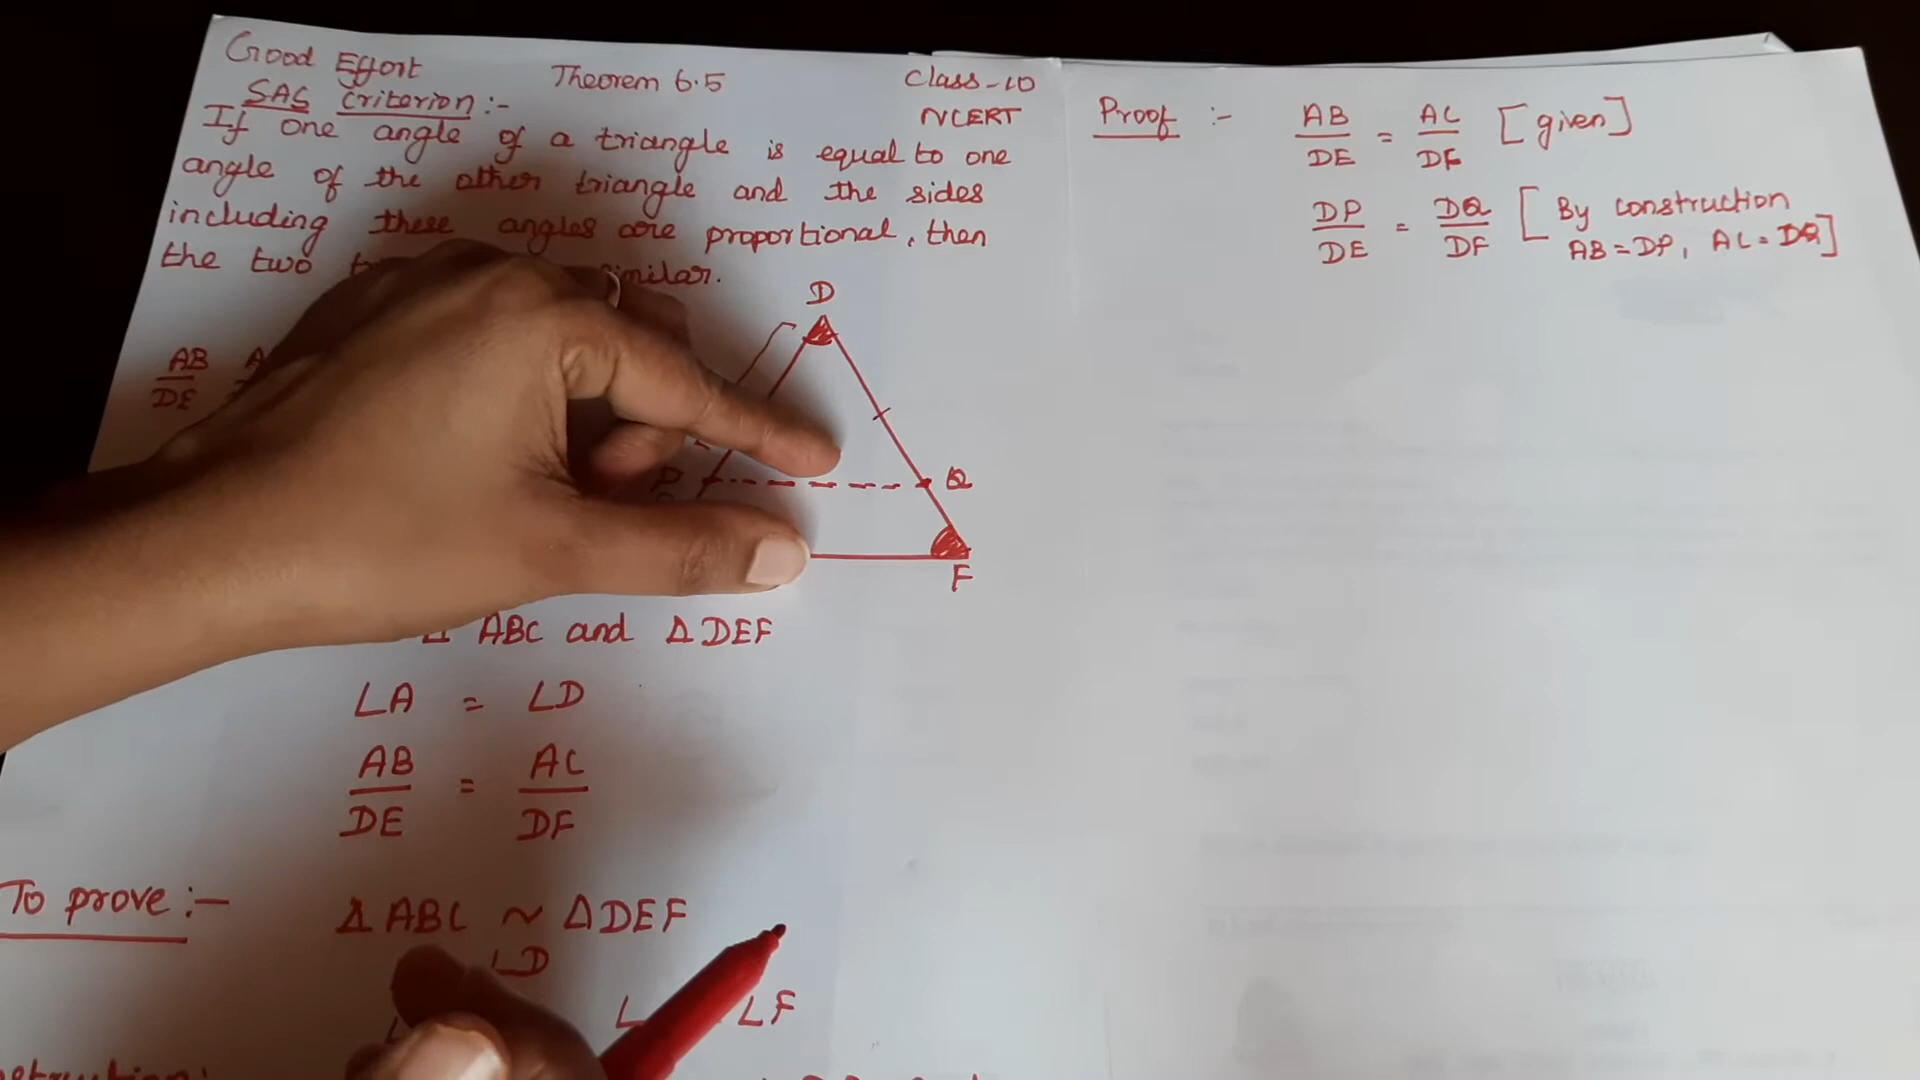 Good Effort Theorem 6.5 Class-10
SAS Criterion:- NCERT
If one angle of a triangle is equal to one
angle of the other triangle and the sides
including these angles are proportional, then
the two similar.
D
AB
DE
P Q
F
Δ ABC and Δ DEF
∠A = ∠D
AB/DE = AC/DF
To prove:- Δ ABC ~ Δ DEF
∠D
∠F
Proof :- AB/DE = AC/DF [given]
DP/DE = DQ/DF [By construction
AB = DP, AC = DQ]